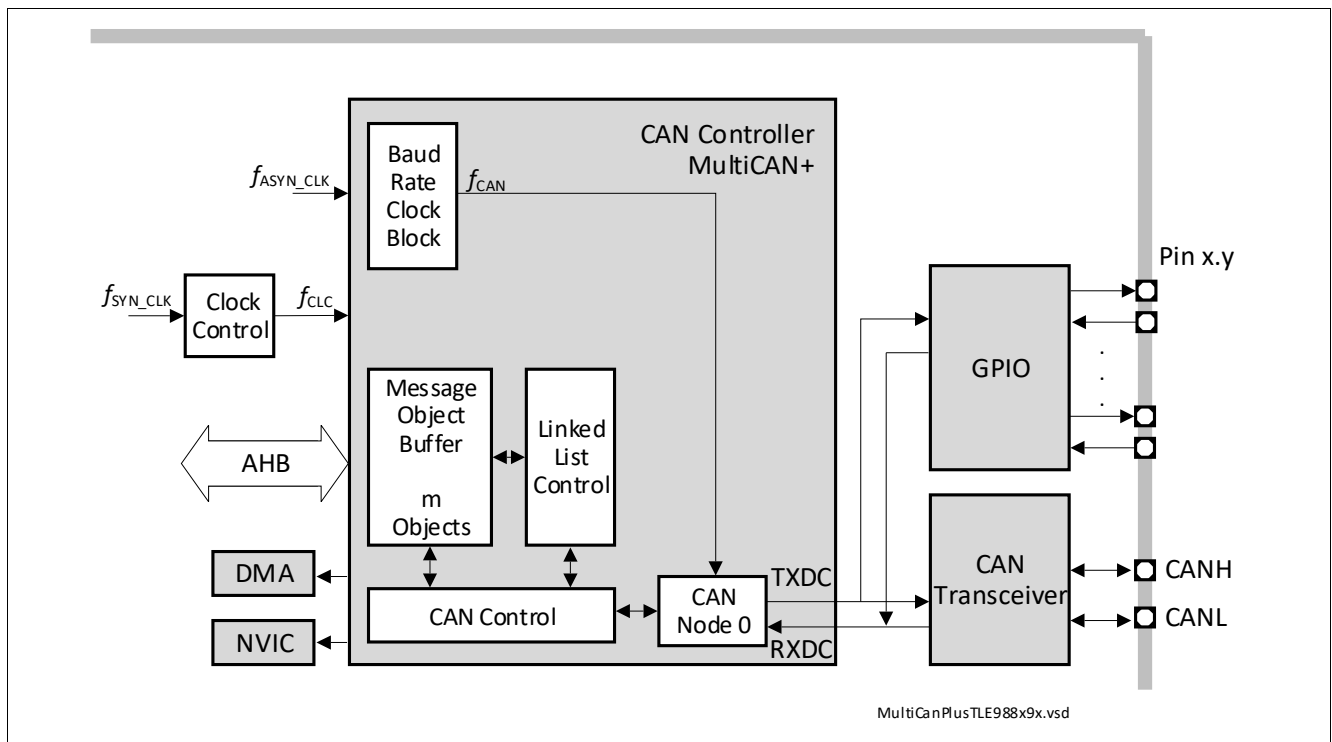 CAN Controller
MultiCAN+
Baud
Rate
Clock
Block
fASYN_CLK
fCAN
fSYN_CLK
Clock
Control
fCLC
Pin x.y
GPIO
.
.
.
Message
Object
Buffer
m
Objects
Linked
List
Control
AHB
DMA
NVIC
CAN Control
CAN
Node 0
TXDC
RXDC
CAN
Transceiver
CANH
CANL
MultiCanPlusTLE988x9x.vsd